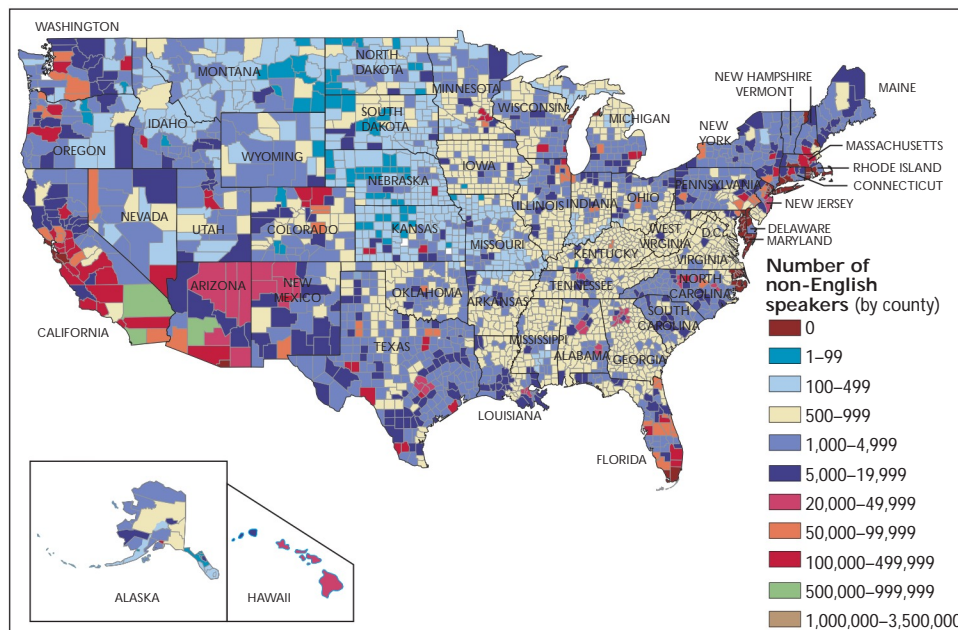 WASHINGTON
MONTANA
NORTH
DAKOTA
MINNESOTA
NEW HAMPSHIRE
VERMONT
MAINE
OREGON
IDAHO
WYOMING
SOUTH
DAKOTA
WISCONSIN
MICHIGAN
NEW
YORK
MASSACHUSETTS
RHODE ISLAND
CONNECTICUT
NEVADA
UTAH
COLORADO
NEBRASKA
IOWA
ILLINOIS
INDIANA
OHIO
PENNSYLVANIA
NEW JERSEY
DELAWARE
MARYLAND
KANSAS
MISSOURI
KENTUCKY
WEST
VIRGINIA
D.C.
VIRGINIA
CALIFORNIA
ARIZONA
NEW
MEXICO
OKLAHOMA
ARKANSAS
TENNESSEE
NORTH
CAROLINA
SOUTH
CAROLINA
TEXAS
MISSISSIPPI
ALABAMA
GEORGIA
LOUISIANA
FLORIDA
ALASKA
HAWAII
Number of
non-English
speakers (by county)
0
1–99
100–499
500–999
1,000–4,999
5,000–19,999
20,000–49,999
50,000–99,999
100,000–499,999
500,000–999,999
1,000,000–3,500,000